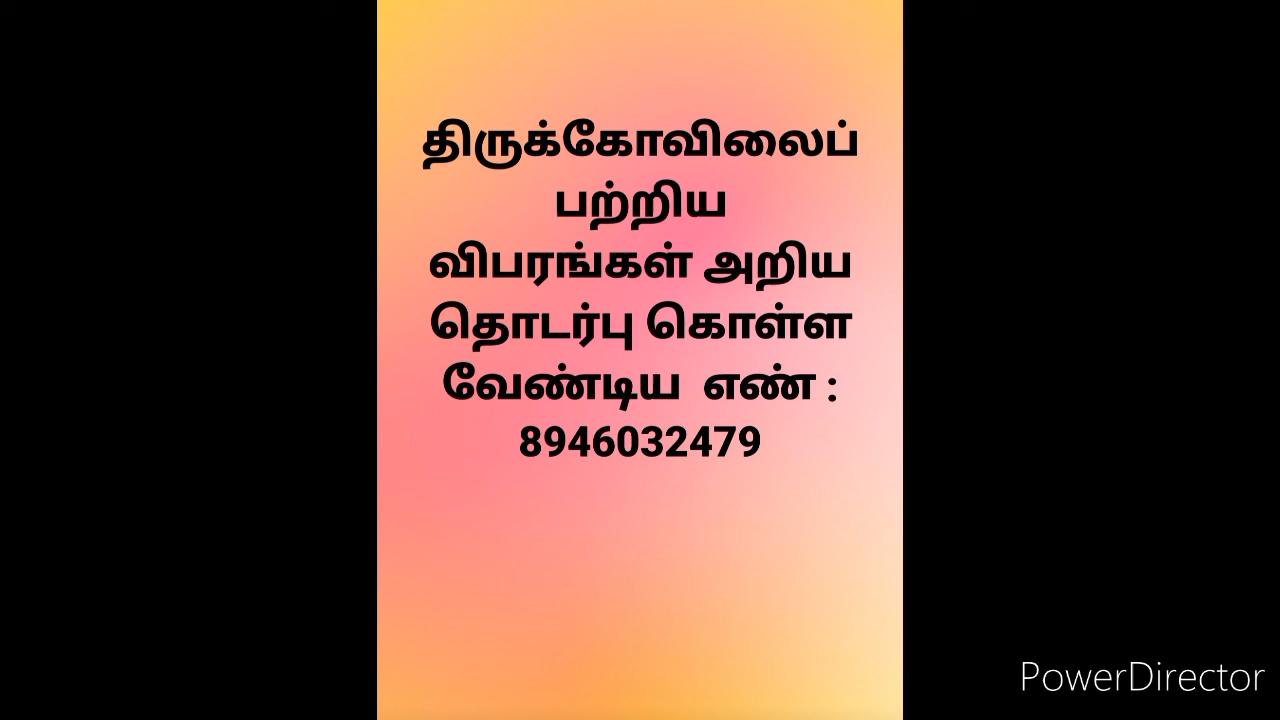 திருக்கோவிலைப்
பற்றிய
விபரங்கள் அறிய
தொடர்பு கொள்ள
வேண்டிய எண் :
8946032479
PowerDirector